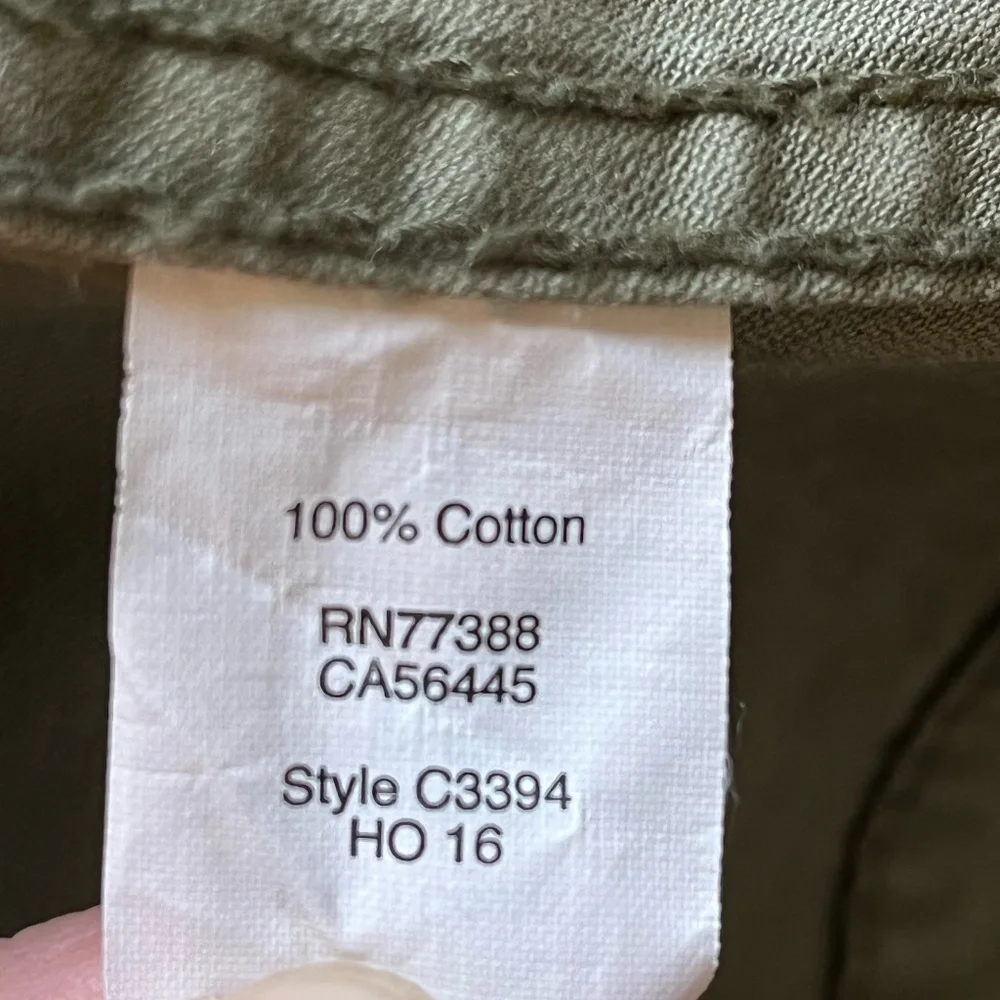 100% Cotton
RN77388
CA56445
Style C3394
HO 16